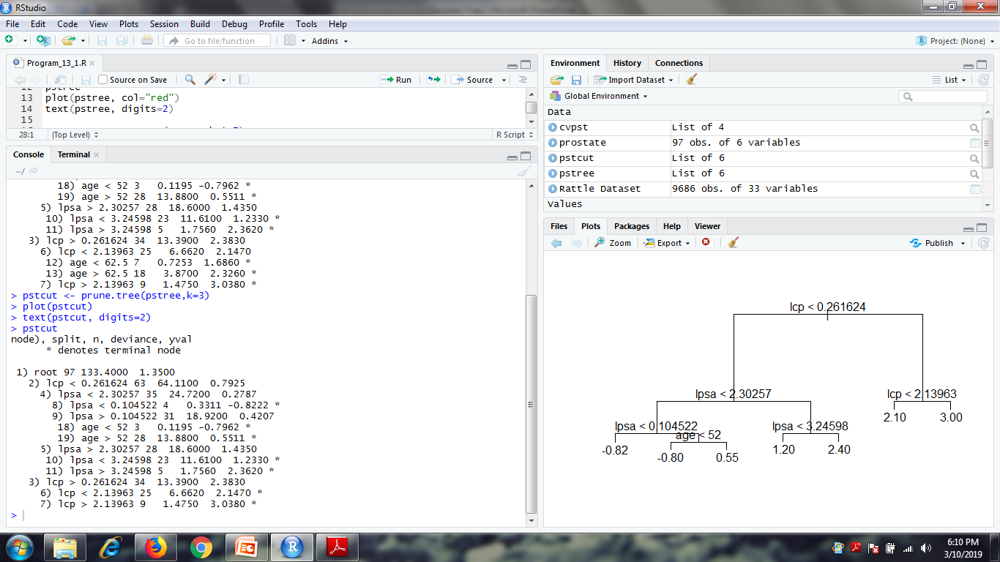 RStudio
File Edit Code View Plots Session Build Debug Profile Tools Help
Go to file/function Addins Project: (None)
Program_13_1.R
Source on Save Run Source
12 pstree
13 plot(pstree, col="red")
14 text(pstree, digits=2)
15
28:1 (Top Level) R Script
Console Terminal
~/
18) age < 52 3 0.1195 -0.7962 *
19) age > 52 28 13.8800 0.5511 *
5) lpsa > 2.30257 28 18.6000 1.4350
10) lpsa < 3.24598 23 11.6100 1.2330 *
11) lpsa > 3.24598 5 1.7560 2.3620 *
3) lcp > 0.261624 34 13.3900 2.3830
6) lcp < 2.13963 25 6.6620 2.1470
12) age < 62.5 7 0.7253 1.6860 *
13) age > 62.5 18 3.8700 2.3260 *
7) lcp > 2.13963 9 1.4750 3.0380 *
> pstcut <- prune.tree(pstree,k=3)
> plot(pstcut)
> text(pstcut, digits=2)
> pstcut
node), split, n, deviance, yval
* denotes terminal node
1) root 97 133.4000 1.3500
2) lcp < 0.261624 63 64.1100 0.7925
4) lpsa < 2.30257 35 24.7200 0.2787
8) lpsa < 0.104522 4 0.3311 -0.8222 *
9) lpsa > 0.104522 31 18.9200 0.4207
18) age < 52 3 0.1195 -0.7962 *
19) age > 52 28 13.8800 0.5511 *
5) lpsa > 2.30257 28 18.6000 1.4350
10) lpsa < 3.24598 23 11.6100 1.2330 *
11) lpsa > 3.24598 5 1.7560 2.3620 *
3) lcp > 0.261624 34 13.3900 2.3830
6) lcp < 2.13963 25 6.6620 2.1470 *
7) lcp > 2.13963 9 1.4750 3.0380 *
>
Environment History Connections
Import Dataset List
Global Environment
Data
cvpst List of 4
prostate 97 obs. of 6 variables
pstcut List of 6
pstree List of 6
Rattle Dataset 9686 obs. of 33 variables
Values
Files Plots Packages Help Viewer
Zoom Export Publish
lcp < 0.261624
lpsa < 2.30257 lcp < 2.13963
2.10 3.00
lpsa < 0.104522 lpsa < 3.24598
age < 52
-0.82 1.20 2.40
-0.80 0.55
6:10 PM
3/10/2019